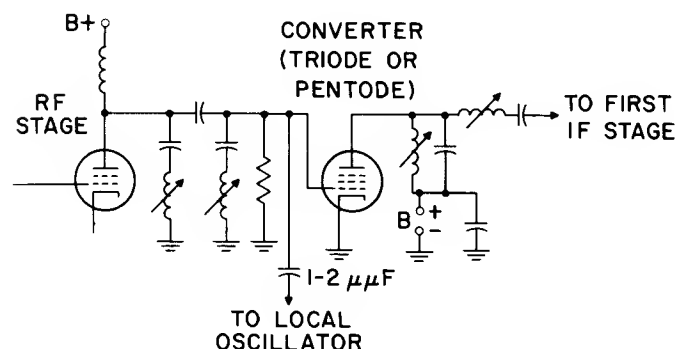 B+
RF
STAGE
CONVERTER
(TRIODE OR
PENTODE)
TO FIRST
IF STAGE
B + -
1-2 μμF
TO LOCAL
OSCILLATOR